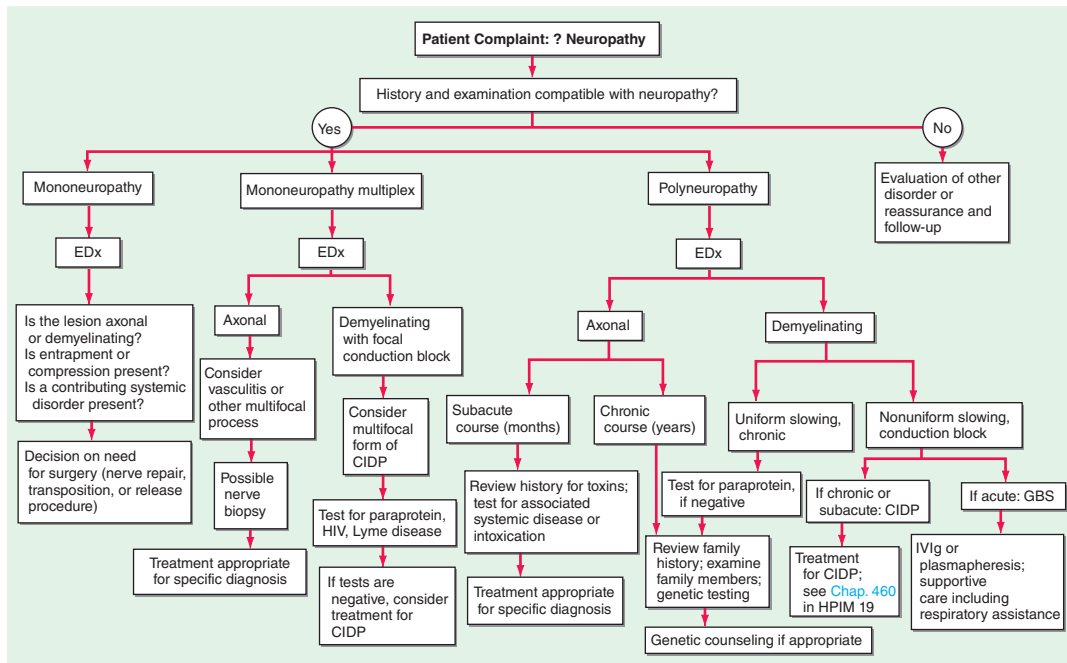 Patient Complaint: ? Neuropathy
History and examination compatible with neuropathy?
Yes
No
Mononeuropathy
Mononeuropathy multiplex
Polyneuropathy
Evaluation of other
disorder or
reassurance and
follow-up
EDx
EDx
EDx
Is the lesion axonal
or demyelinating?
Is entrapment or
compression present?
Is a contributing systemic
disorder present?
Decision on need
for surgery (nerve repair,
transposition, or release
procedure)
Axonal
Consider
vasculitis or
other multifocal
process
Possible
nerve
biopsy
Treatment appropriate
for specific diagnosis
Demyelinating
with focal
conduction block
Consider
multifocal
form of
CIDP
Test for paraprotein,
HIV, Lyme disease
If tests are
negative, consider
treatment for
CIDP
Axonal
Subacute
course (months)
Review history for toxins;
test for associated
systemic disease or
intoxication
Treatment appropriate
for specific diagnosis
Chronic
course (years)
Demyelinating
Uniform slowing,
chronic
Test for paraprotein,
if negative
Review family
history; examine
family members;
genetic testing
Genetic counseling if appropriate
Nonuniform slowing,
conduction block
If chronic or
subacute: CIDP
Treatment
for CIDP;
see Chap. 460
in HPIM 19
If acute: GBS
IVIg or
plasmapheresis;
supportive
care including
respiratory assistance